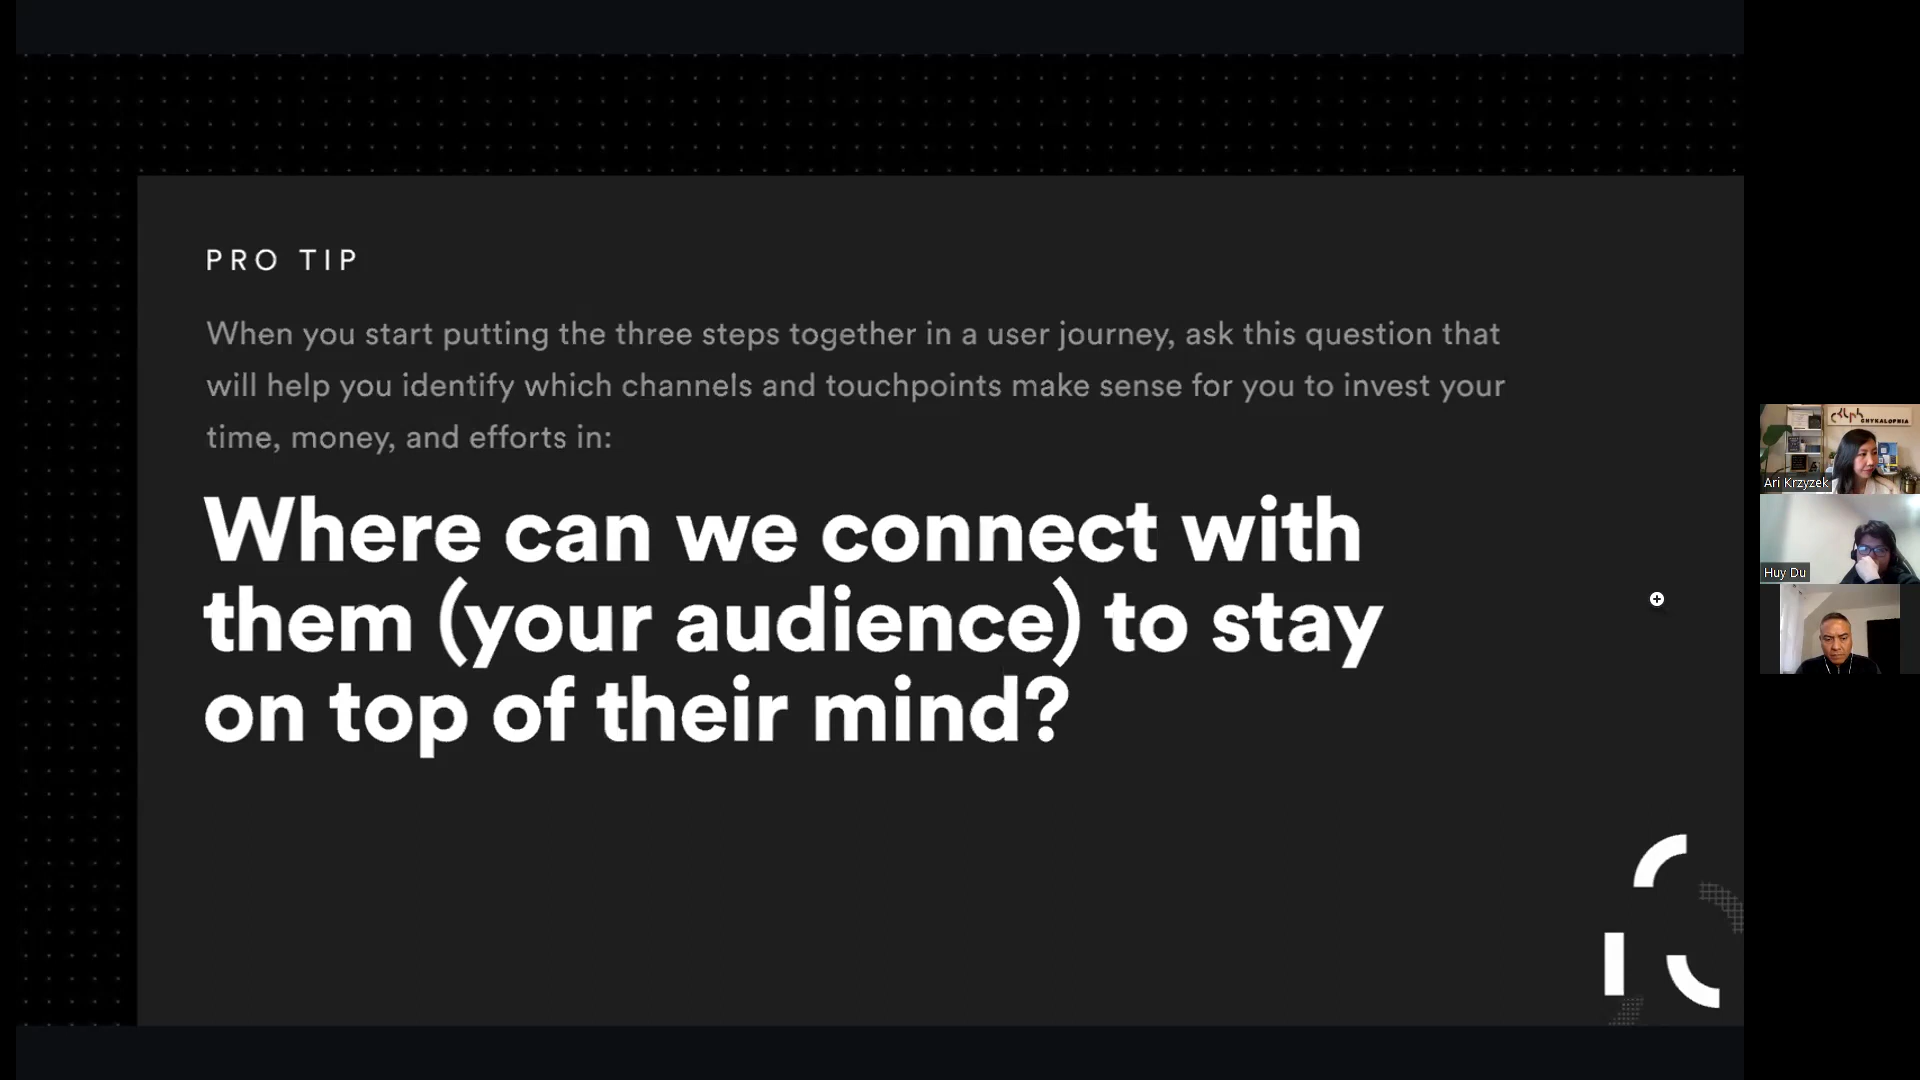 PRO TIP
When you start putting the three steps together in a user journey, ask this question that
will help you identify which channels and touchpoints make sense for you to invest your
time, money, and efforts in:
Where can we connect with
them (your audience) to stay
on top of their mind?
CHYKALOPHIA
Ari Krzyzek
Huy Du